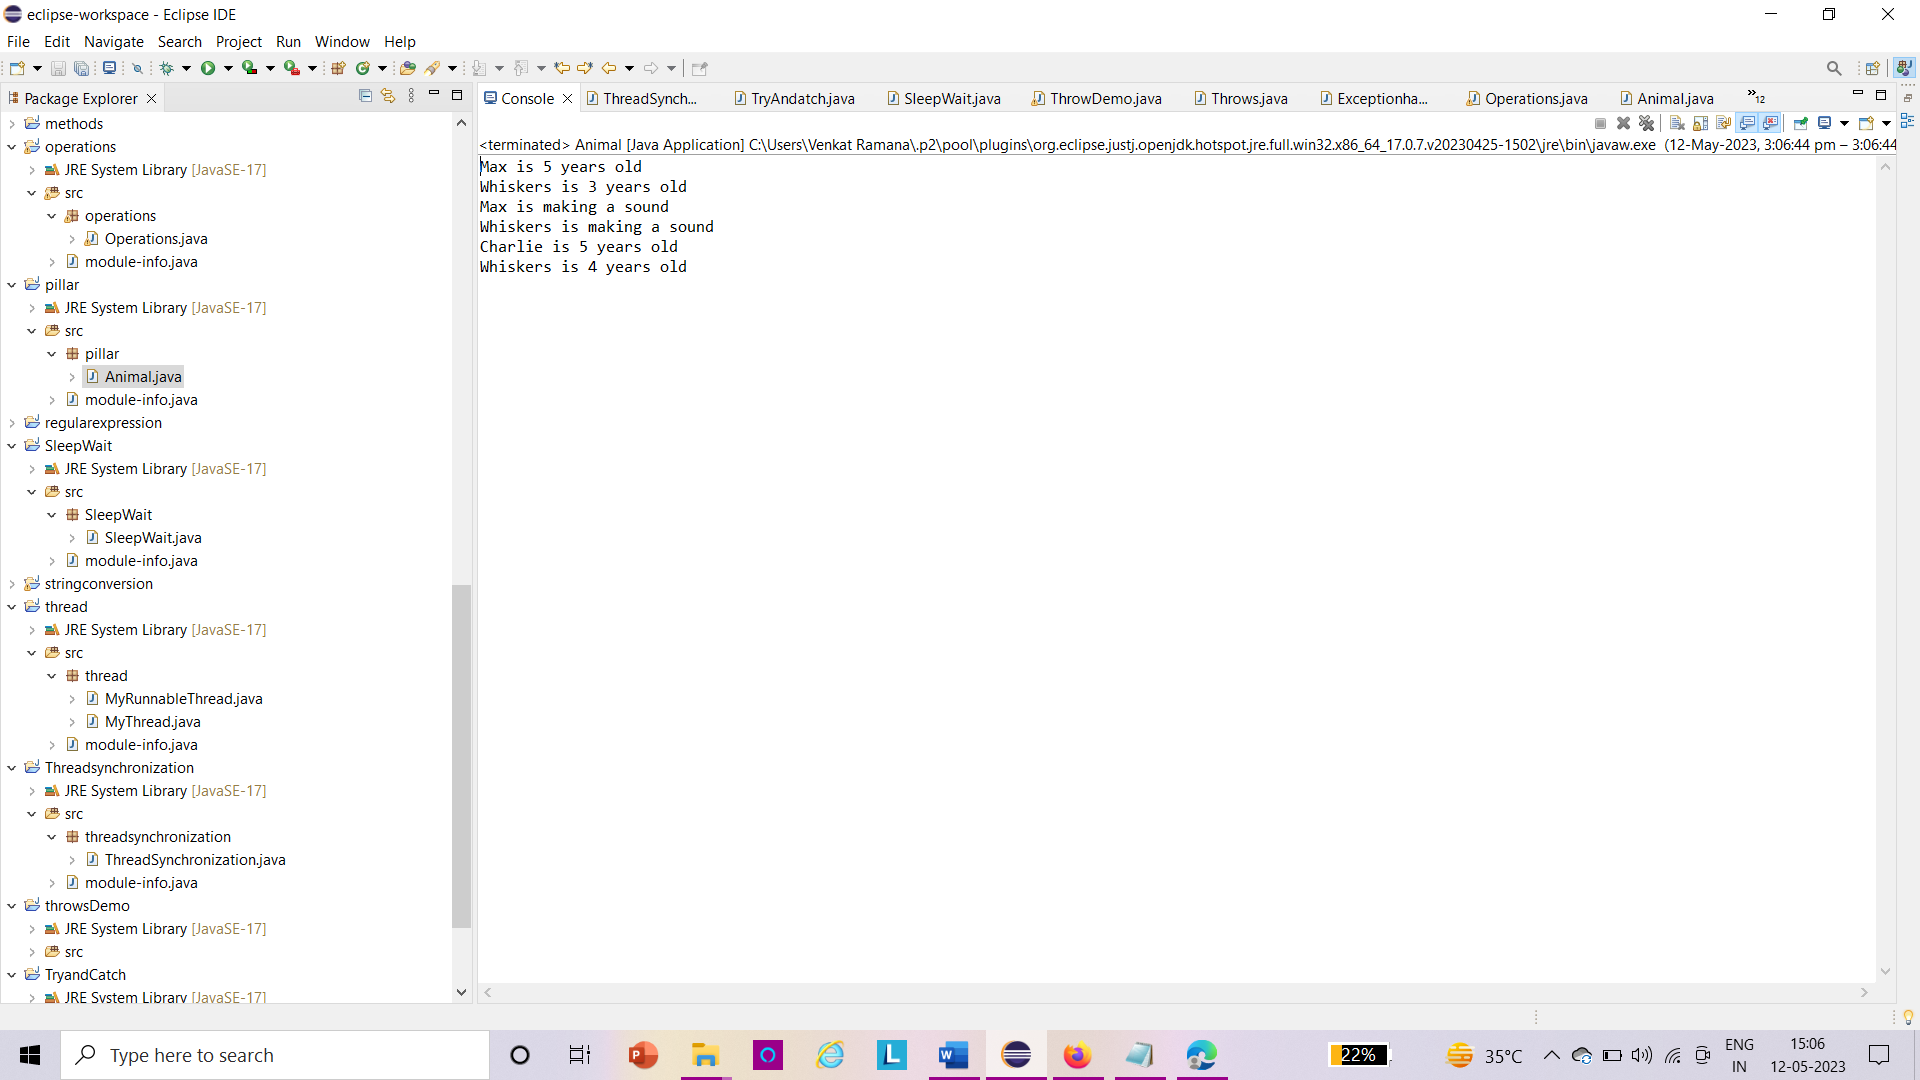 eclipse-workspace - Eclipse IDE
File Edit Navigate Search Project Run Window Help
Package Explorer
methods
operations
JRE System Library [JavaSE-17]
src
operations
Operations.java
module-info.java
pillar
JRE System Library [JavaSE-17]
src
pillar
Animal.java
module-info.java
regularexpression
SleepWait
JRE System Library [JavaSE-17]
src
SleepWait
SleepWait.java
module-info.java
stringconversion
thread
JRE System Library [JavaSE-17]
src
thread
MyRunnableThread.java
MyThread.java
module-info.java
Threadsynchronization
JRE System Library [JavaSE-17]
src
threadsynchronization
ThreadSynchronization.java
module-info.java
throwsDemo
JRE System Library [JavaSE-17]
src
TryandCatch
JRE System Library [JavaSE-17]
Console ThreadSynch... TryAndatch.java SleepWait.java ThrowDemo.java Throws.java Exceptionha... Operations.java Animal.java »12
<terminated> Animal [Java Application] C:\Users\Venkat Ramana\.p2\pool\plugins\org.eclipse.justj.openjdk.hotspot.jre.full.win32.x86_64_17.0.7.v20230425-1502\jre\bin\javaw.exe (12-May-2023, 3:06:44 pm – 3:06:44
Max is 5 years old
Whiskers is 3 years old
Max is making a sound
Whiskers is making a sound
Charlie is 5 years old
Whiskers is 4 years old
Type here to search
22%
35°C
ENG
IN
15:06
12-05-2023